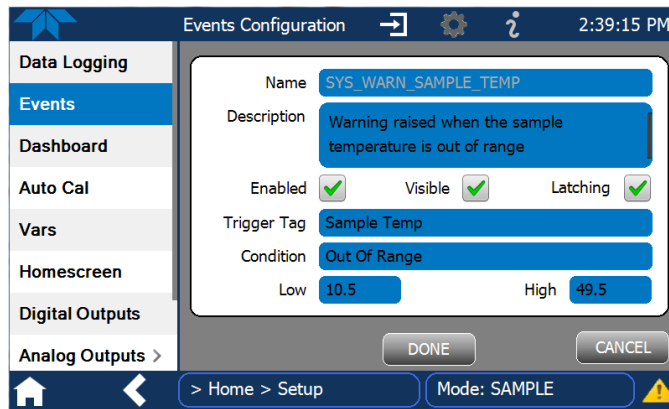 Events Configuration
2:39:15 PM
Data Logging
Events
Dashboard
Auto Cal
Vars
Homescreen
Digital Outputs
Analog Outputs >
Name SYS_WARN_SAMPLE_TEMP
Description Warning raised when the sample
temperature is out of range
Enabled Visible Latching
Trigger Tag Sample Temp
Condition Out Of Range
Low 10.5 High 49.5
DONE CANCEL
> Home > Setup Mode: SAMPLE